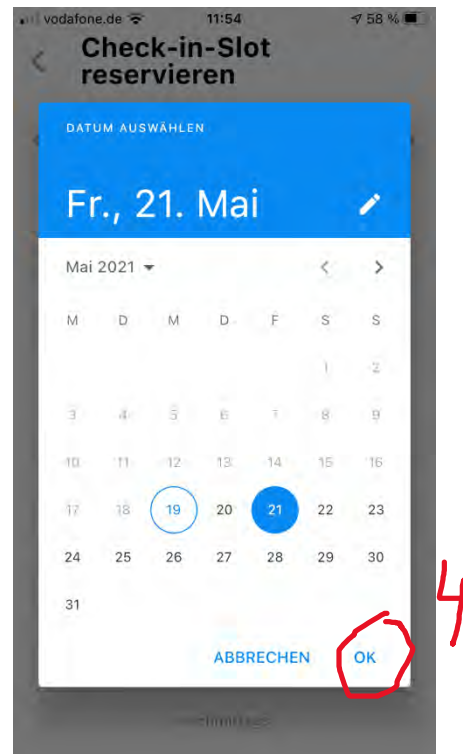 vodafone.de 11:54 58 %
Check-in-Slot
reservieren
DATUM AUSWÄHLEN
Fr., 21. Mai
Mai 2021
M D M D F S S
1 2
3 4 5 6 7 8 9
10 11 12 13 14 15 16
17 18 19 20 21 22 23
24 25 26 27 28 29 30
31
4
ABBRECHEN OK